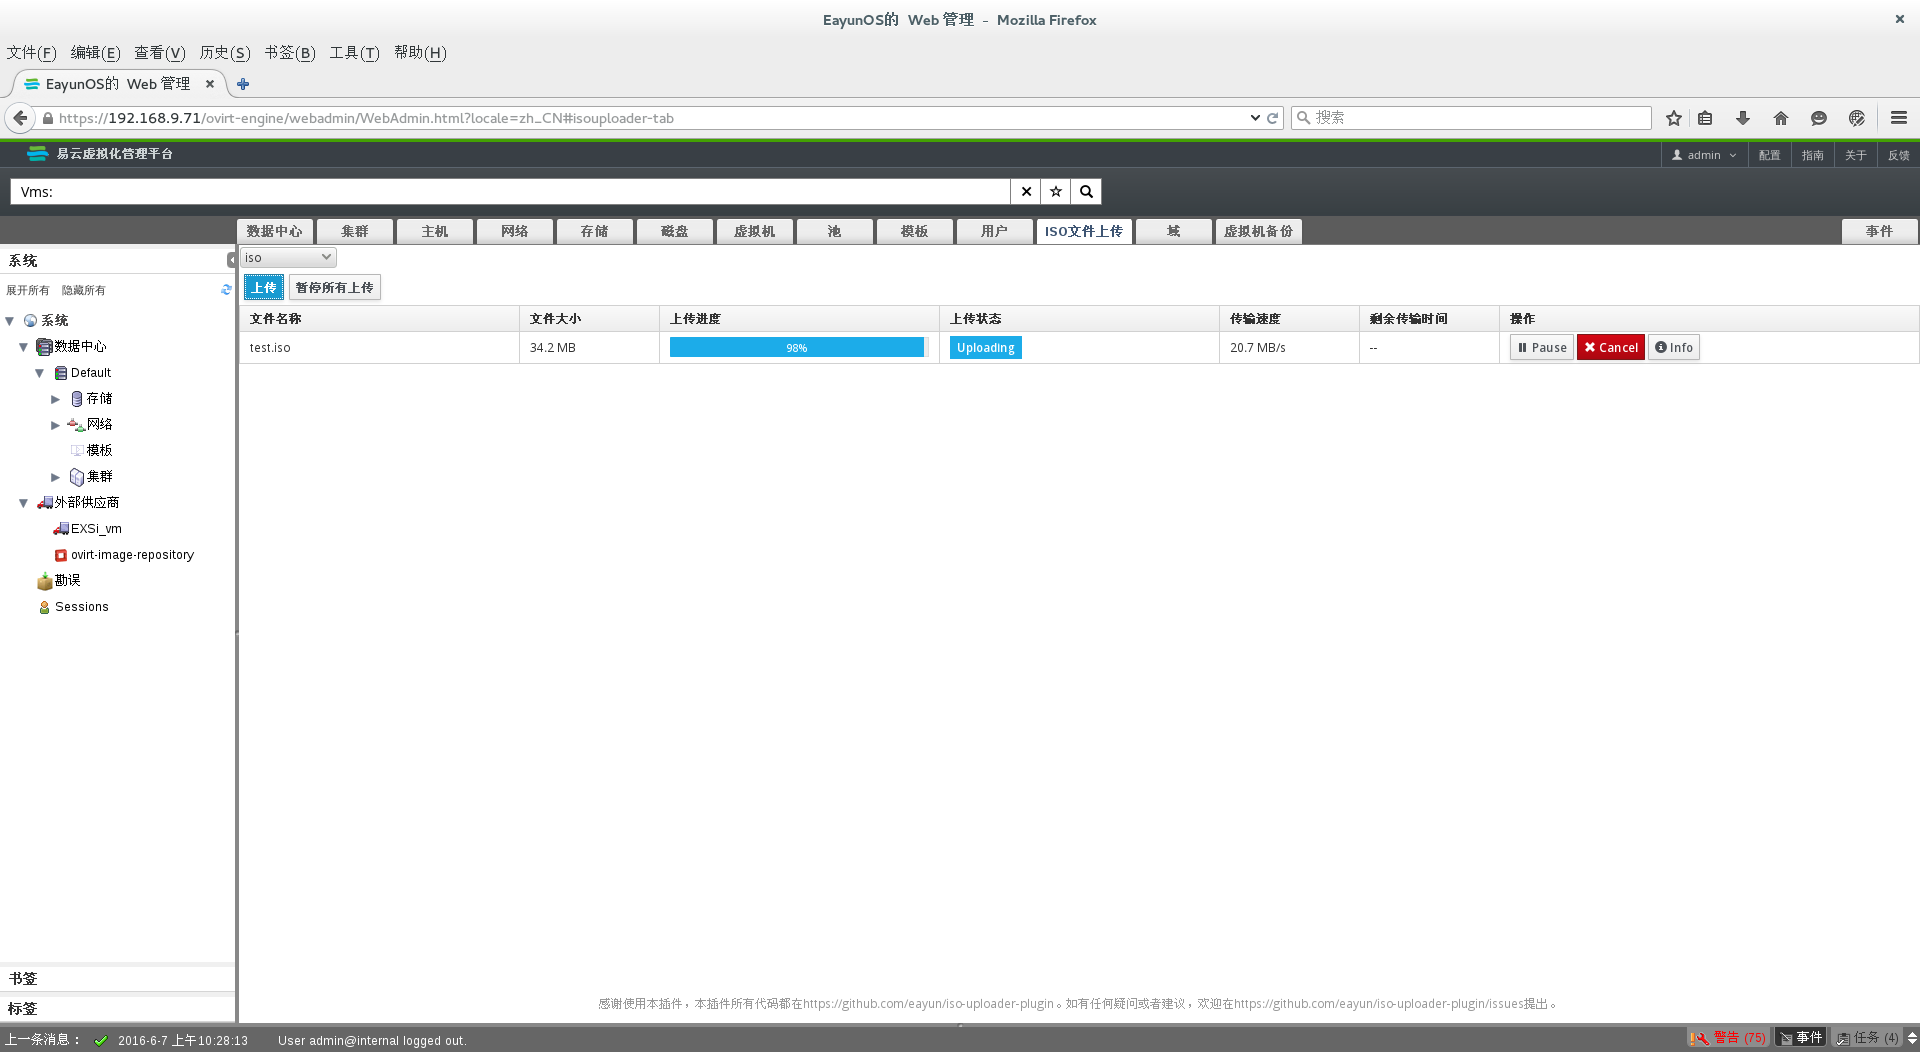 EayunOS的 Web 管理 - Mozilla Firefox
文件(F) 编辑(E) 查看(V) 历史(S) 书签(B) 工具(T) 帮助(H)
EayunOS的 Web 管理
https://192.168.9.71/ovirt-engine/webadmin/WebAdmin.html?locale=zh_CN#isouploader-tab 搜索
易云虚拟化管理平台 admin 配置 指南 关于 反馈
Vms:
数据中心 集群 主机 网络 存储 磁盘 虚拟机 池 模板 用户 ISO文件上传 域 虚拟机备份 事件
系统
iso
展开所有 隐藏所有
上传 暂停所有上传
文件名称 文件大小 上传进度 上传状态 传输速度 剩余传输时间 操作
test.iso 34.2 MB 98% Uploading 20.7 MB/s -- Pause Cancel Info
系统
数据中心
Default
存储
网络
模板
集群
外部供应商
EXSi_vm
ovirt-image-repository
勘误
Sessions
书签
标签
感谢使用本插件，本插件所有代码都在https://github.com/eayun/iso-uploader-plugin。如有任何疑问或者建议，欢迎在https://github.com/eayun/iso-uploader-plugin/issues提出。
上一条消息： 2016-6-7 上午10:28:13 User admin@internal logged out. 警告 (75) 事件 任务 (4)